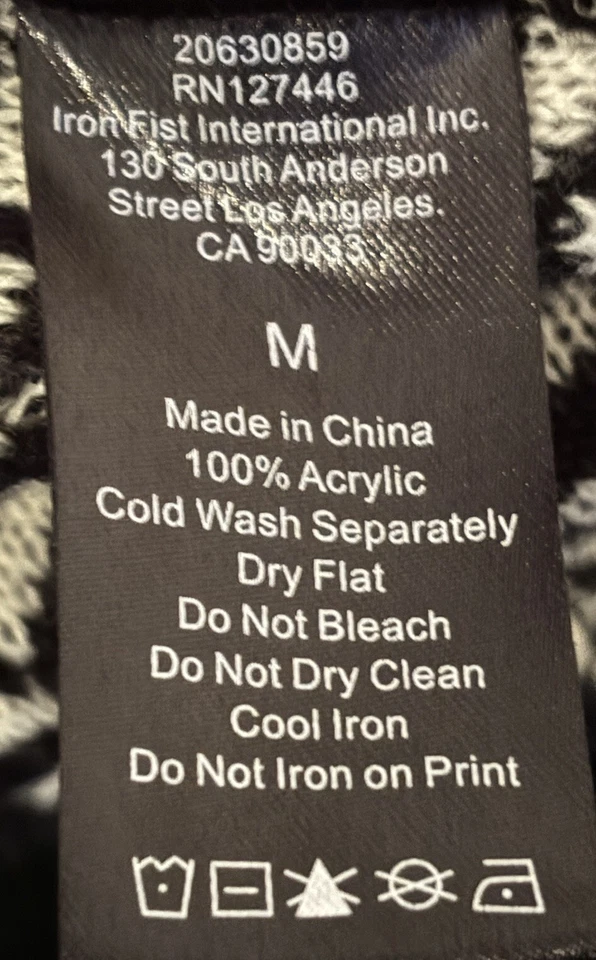 20630859
RN127446
Iron Fist International Inc.
130 South Anderson
Street Los Angeles.
CA 90033
M
Made in China
100% Acrylic
Cold Wash Separately
Dry Flat
Do Not Bleach
Do Not Dry Clean
Cool Iron
Do Not Iron on Print